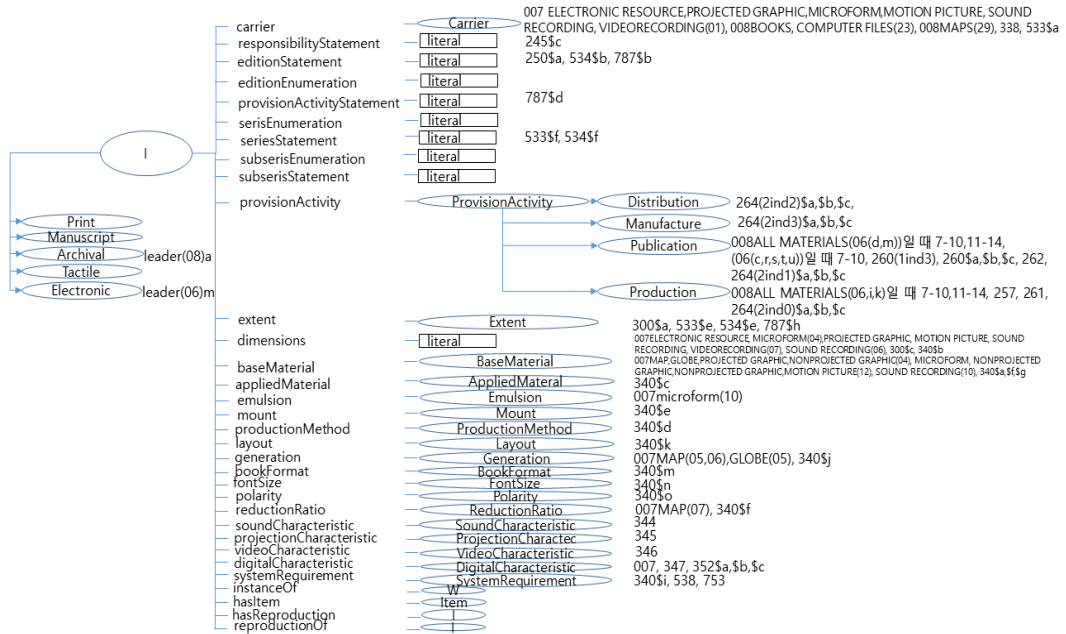 007 ELECTRONIC RESOURCE,PROJECTED GRAPHIC,MICROFORM,MOTION PICTURE, SOUND
carrier Carrier RECORDING, VIDEORECORDING(01), 008BOOKS, COMPUTER FILES(23), 008MAPS(29), 338, 533$a
responsibilityStatement literal 245$c
editionStatement literal 250$a, 534$b, 787$b
editionEnumeration literal
provisionActivityStatement literal 787$d
serisEnumeration literal
seriesStatement literal 533$f, 534$f
subserisEnumeration literal
subserisStatement literal
I
provisionActivity ProvisionActivity Distribution 264(2ind2)$a,$b,$c,
Manufacture 264(2ind3)$a,$b,$c
Publication 008ALL MATERIALS(06(d,m))일 때 7-10,11-14,
(06(c,r,s,t,u))일 때 7-10, 260(1ind3), 260$a,$b,$c, 262,
264(2ind1)$a,$b,$c
Production 008ALL MATERIALS(06,i,k)일 때 7-10,11-14, 257, 261,
264(2ind0)$a,$b,$c
Print
Manuscript
Archival leader(08)a
Tactile
Electronic leader(06)m
extent Extent 300$a, 533$e, 534$e, 787$h
dimensions literal 007ELECTRONIC RESOURCE, MICROFORM(04),PROJECTED GRAPHIC, MOTION PICTURE, SOUND
RECORDING, VIDEORECORDING(07), SOUND RECORDING(06), 300$c, 340$b
baseMaterial BaseMaterial 007MAP,GLOBE,PROJECTED GRAPHIC,NONPROJECTED GRAPHIC(04), MICROFORM, NONPROJECTED
GRAPHIC,NONPROJECTED GRAPHIC,MOTION PICTURE(12), SOUND RECORDING(10), 340$a,$f,$g
appliedMaterial AppliedMateral 340$c
emulsion Emulsion 007microform(10)
mount Mount 340$e
productionMethod ProductionMethod 340$d
layout Layout 340$k
generation Generation 007MAP(05,06),GLOBE(05), 340$j
bookFormat BookFormat 340$m
fontSize FontSize 340$n
polarity Polarity 340$o
reductionRatio ReductionRatio 007MAP(07), 340$f
soundCharacteristic SoundCharacteristic 344
projectionCharacteristic ProjectionCharactec 345
videoCharacteristic VideoCharacteristic 346
digitalCharacteristic DigitalCharacteristic 007, 347, 352$a,$b,$c
systemRequirement SystemRequirement 340$i, 538, 753
instanceOf W
hasItem Item
hasReproduction I
reproductionOf I